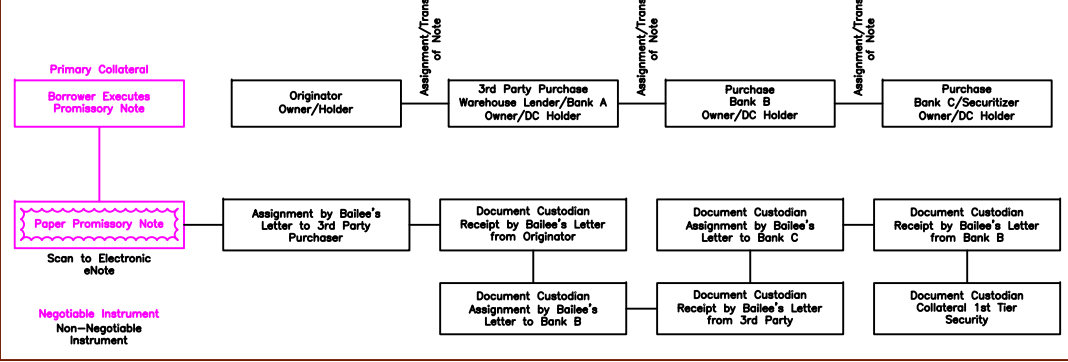 Assignment/Trans
of Note
Assignment/Trans
of Note
Assignment/Trans
of Note
Primary Collateral
Borrower Executes
Promissory Note
Originator
Owner/Holder
3rd Party Purchase
Warehouse Lender/Bank A
Owner/DC Holder
Purchase
Bank B
Owner/DC Holder
Purchase
Bank C/Securitizer
Owner/DC Holder
Paper Promissory Note
Scan to Electronic
eNote
Assignment by Bailee's
Letter to 3rd Party
Purchaser
Document Custodian
Receipt by Bailee's Letter
from Originator
Document Custodian
Assignment by Bailee's
Letter to Bank C
Document Custodian
Receipt by Bailee's Letter
from Bank B
Document Custodian
Assignment by Bailee's
Letter to Bank B
Document Custodian
Receipt by Bailee's Letter
from 3rd Party
Document Custodian
Collateral 1st Tier
Security
Negotiable Instrument
Non-Negotiable
Instrument